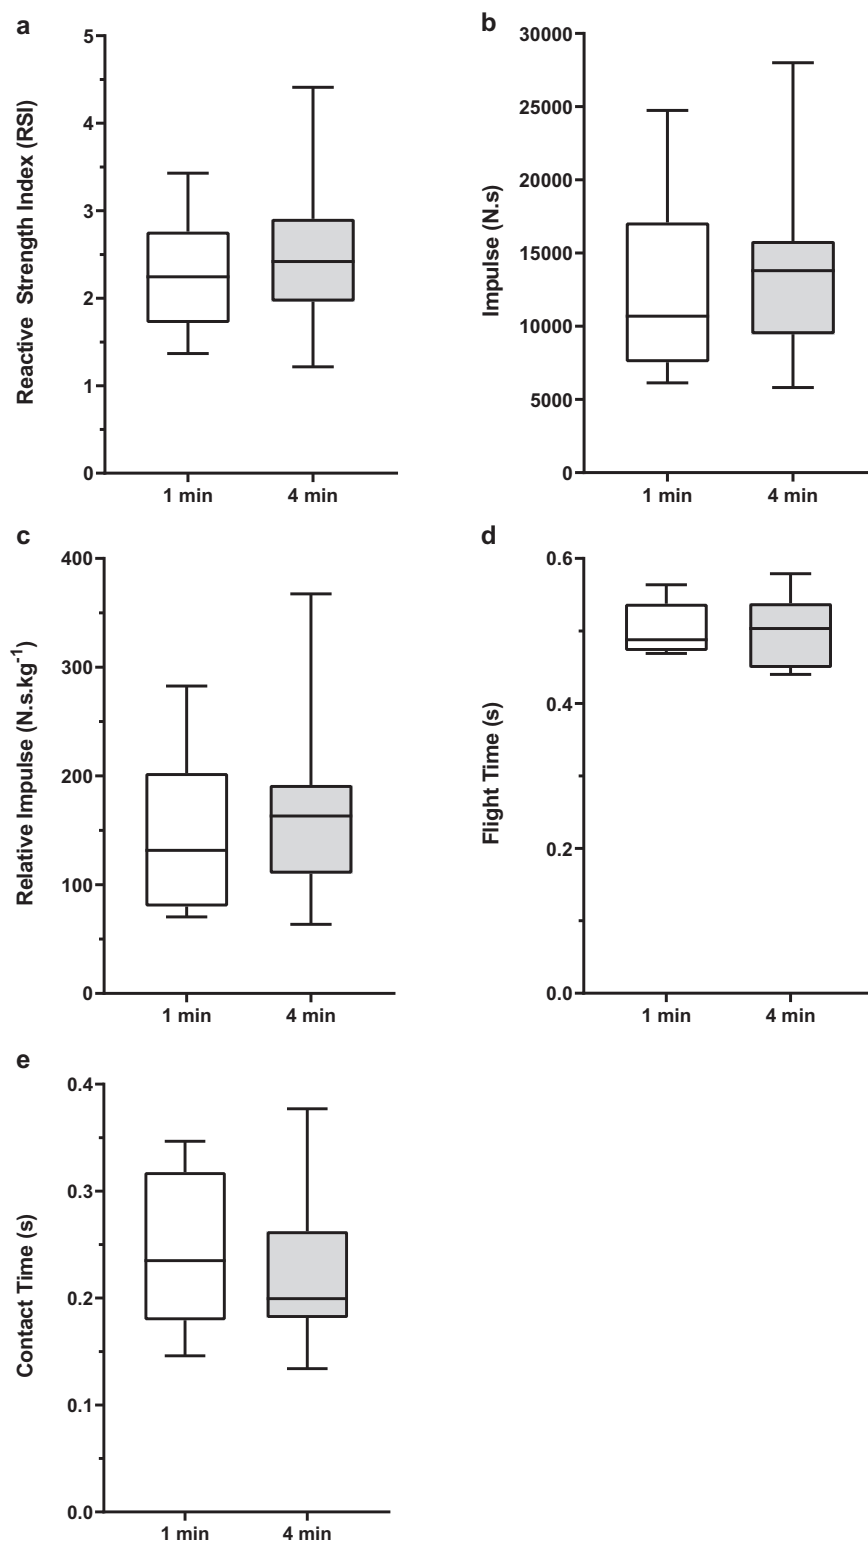 a
Reactive Strength Index (RSI)
5
4
3
2
1
0
1 min
4 min
b
Impulse (N.s)
30000
25000
20000
15000
10000
5000
0
1 min
4 min
c
Relative Impulse (N.s.kg⁻¹)
400
300
200
100
0
1 min
4 min
d
Flight Time (s)
0.6
0.4
0.2
0.0
1 min
4 min
e
Contact Time (s)
0.4
0.3
0.2
0.1
0.0
1 min
4 min